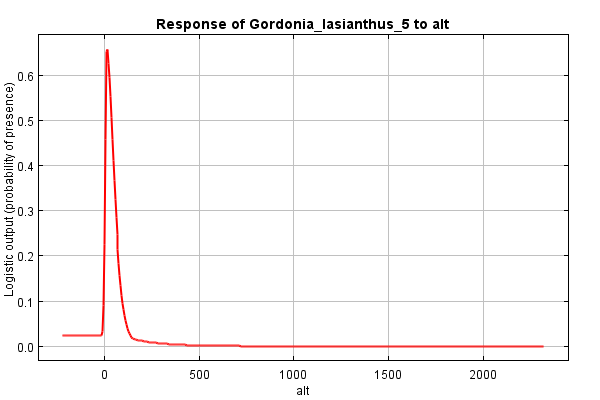 Response of Gordonia_lasianthus_5 to alt
Logistic output (probability of presence)
0.6
0.5
0.4
0.3
0.2
0.1
0.0
0 500 1000 1500 2000
alt